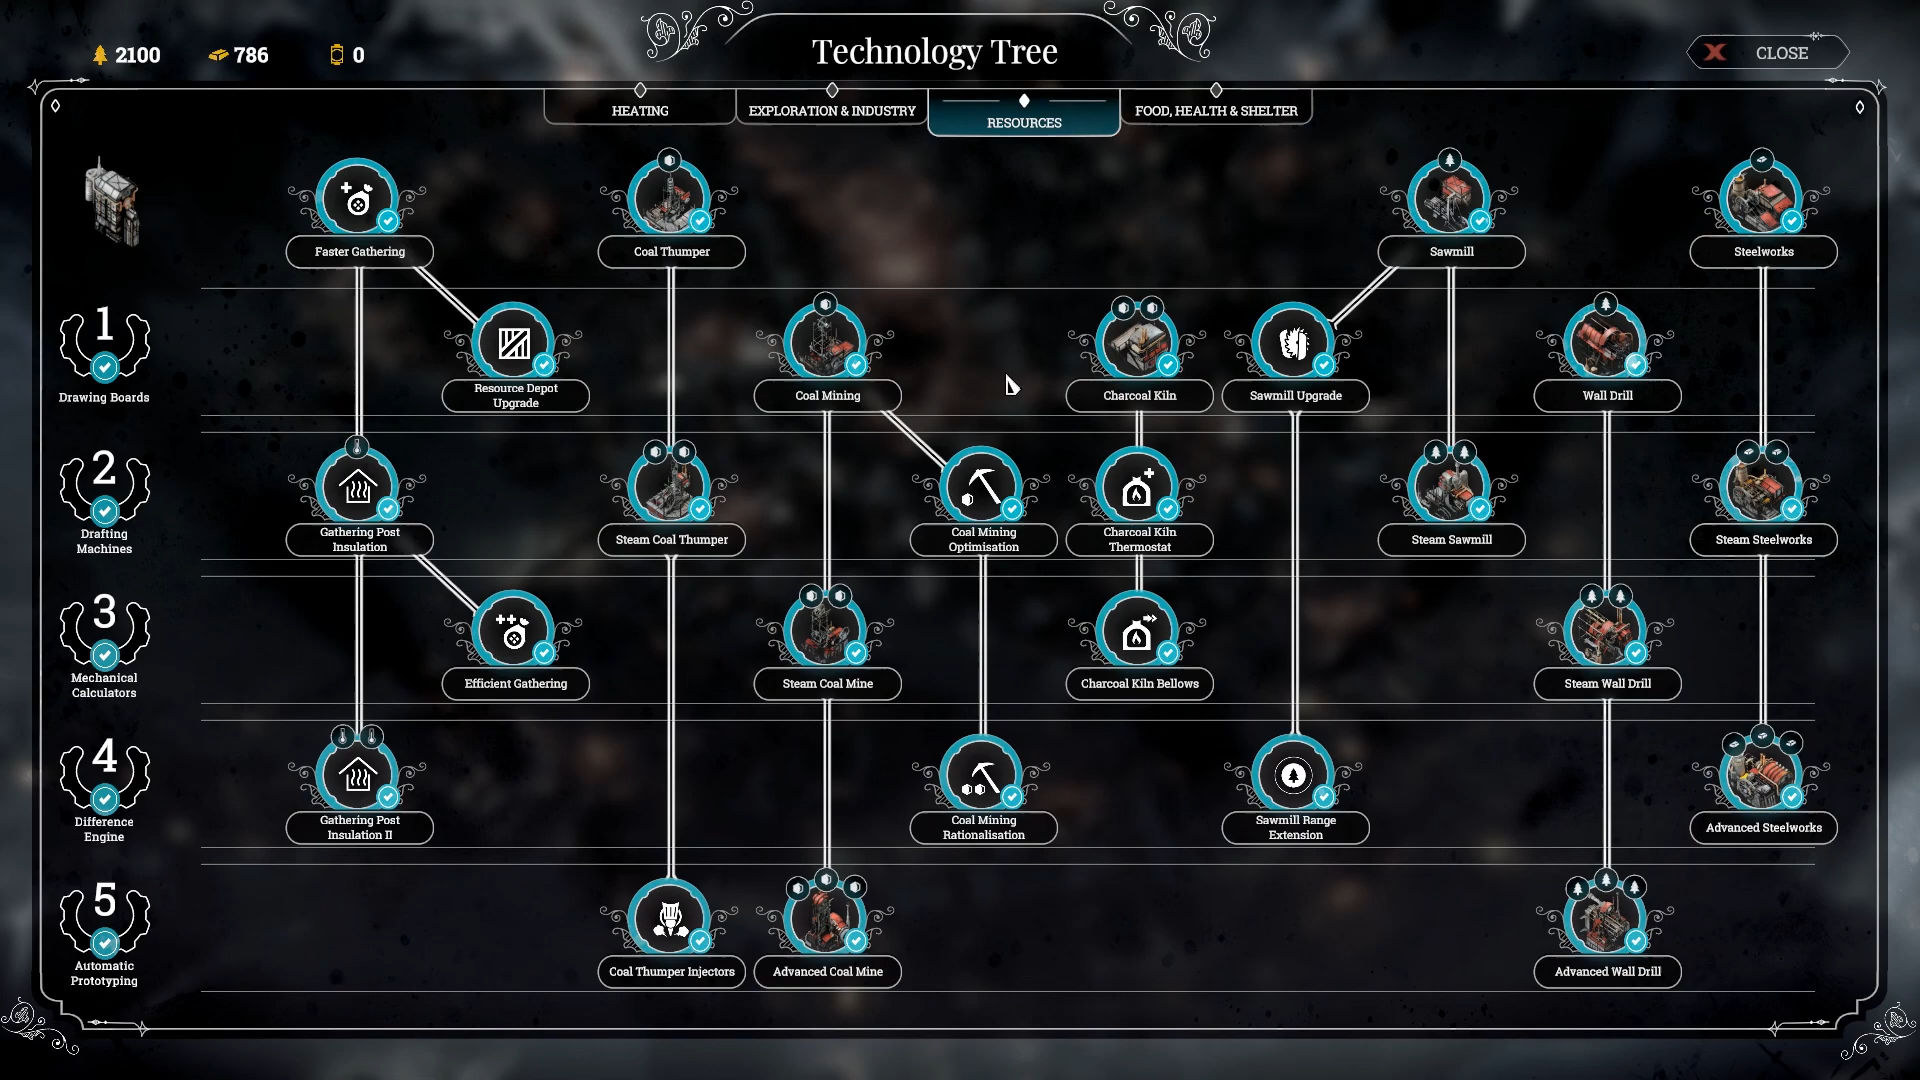 2100
786
0
Technology Tree
CLOSE
HEATING
EXPLORATION & INDUSTRY
RESOURCES
FOOD, HEALTH & SHELTER
Faster Gathering
Coal Thumper
Sawmill
Steelworks
1
Drawing Boards
Resource Depot
Upgrade
Coal Mining
Charcoal Kiln
Sawmill Upgrade
Wall Drill
2
Drafting
Machines
Gathering Post
Insulation
Steam Coal Thumper
Coal Mining
Optimisation
Charcoal Kiln
Thermostat
Steam Sawmill
Steam Steelworks
3
Mechanical
Calculators
Efficient Gathering
Steam Coal Mine
Charcoal Kiln Bellows
Steam Wall Drill
4
Difference
Engine
Gathering Post
Insulation II
Coal Mining
Rationalisation
Sawmill Range
Extension
Advanced Steelworks
5
Automatic
Prototyping
Coal Thumper Injectors
Advanced Coal Mine
Advanced Wall Drill